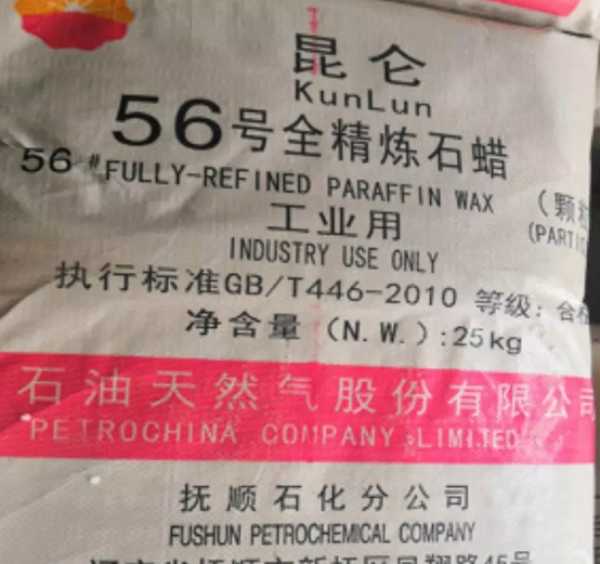 昆仑
KunLun
56号全精炼石蜡
56#FULLY-REFINED PARAFFIN WAX
（颗
工业用
INDUSTRY USE ONLY
执行标准GB/T446-2010 等级：合
净含量（N.W.）:25kg
石油天然气股份有限公司
PETROCHINA COMPANY LIMITED
抚顺石化分公司
FUSHUN PETROCHEMICAL COMPANY